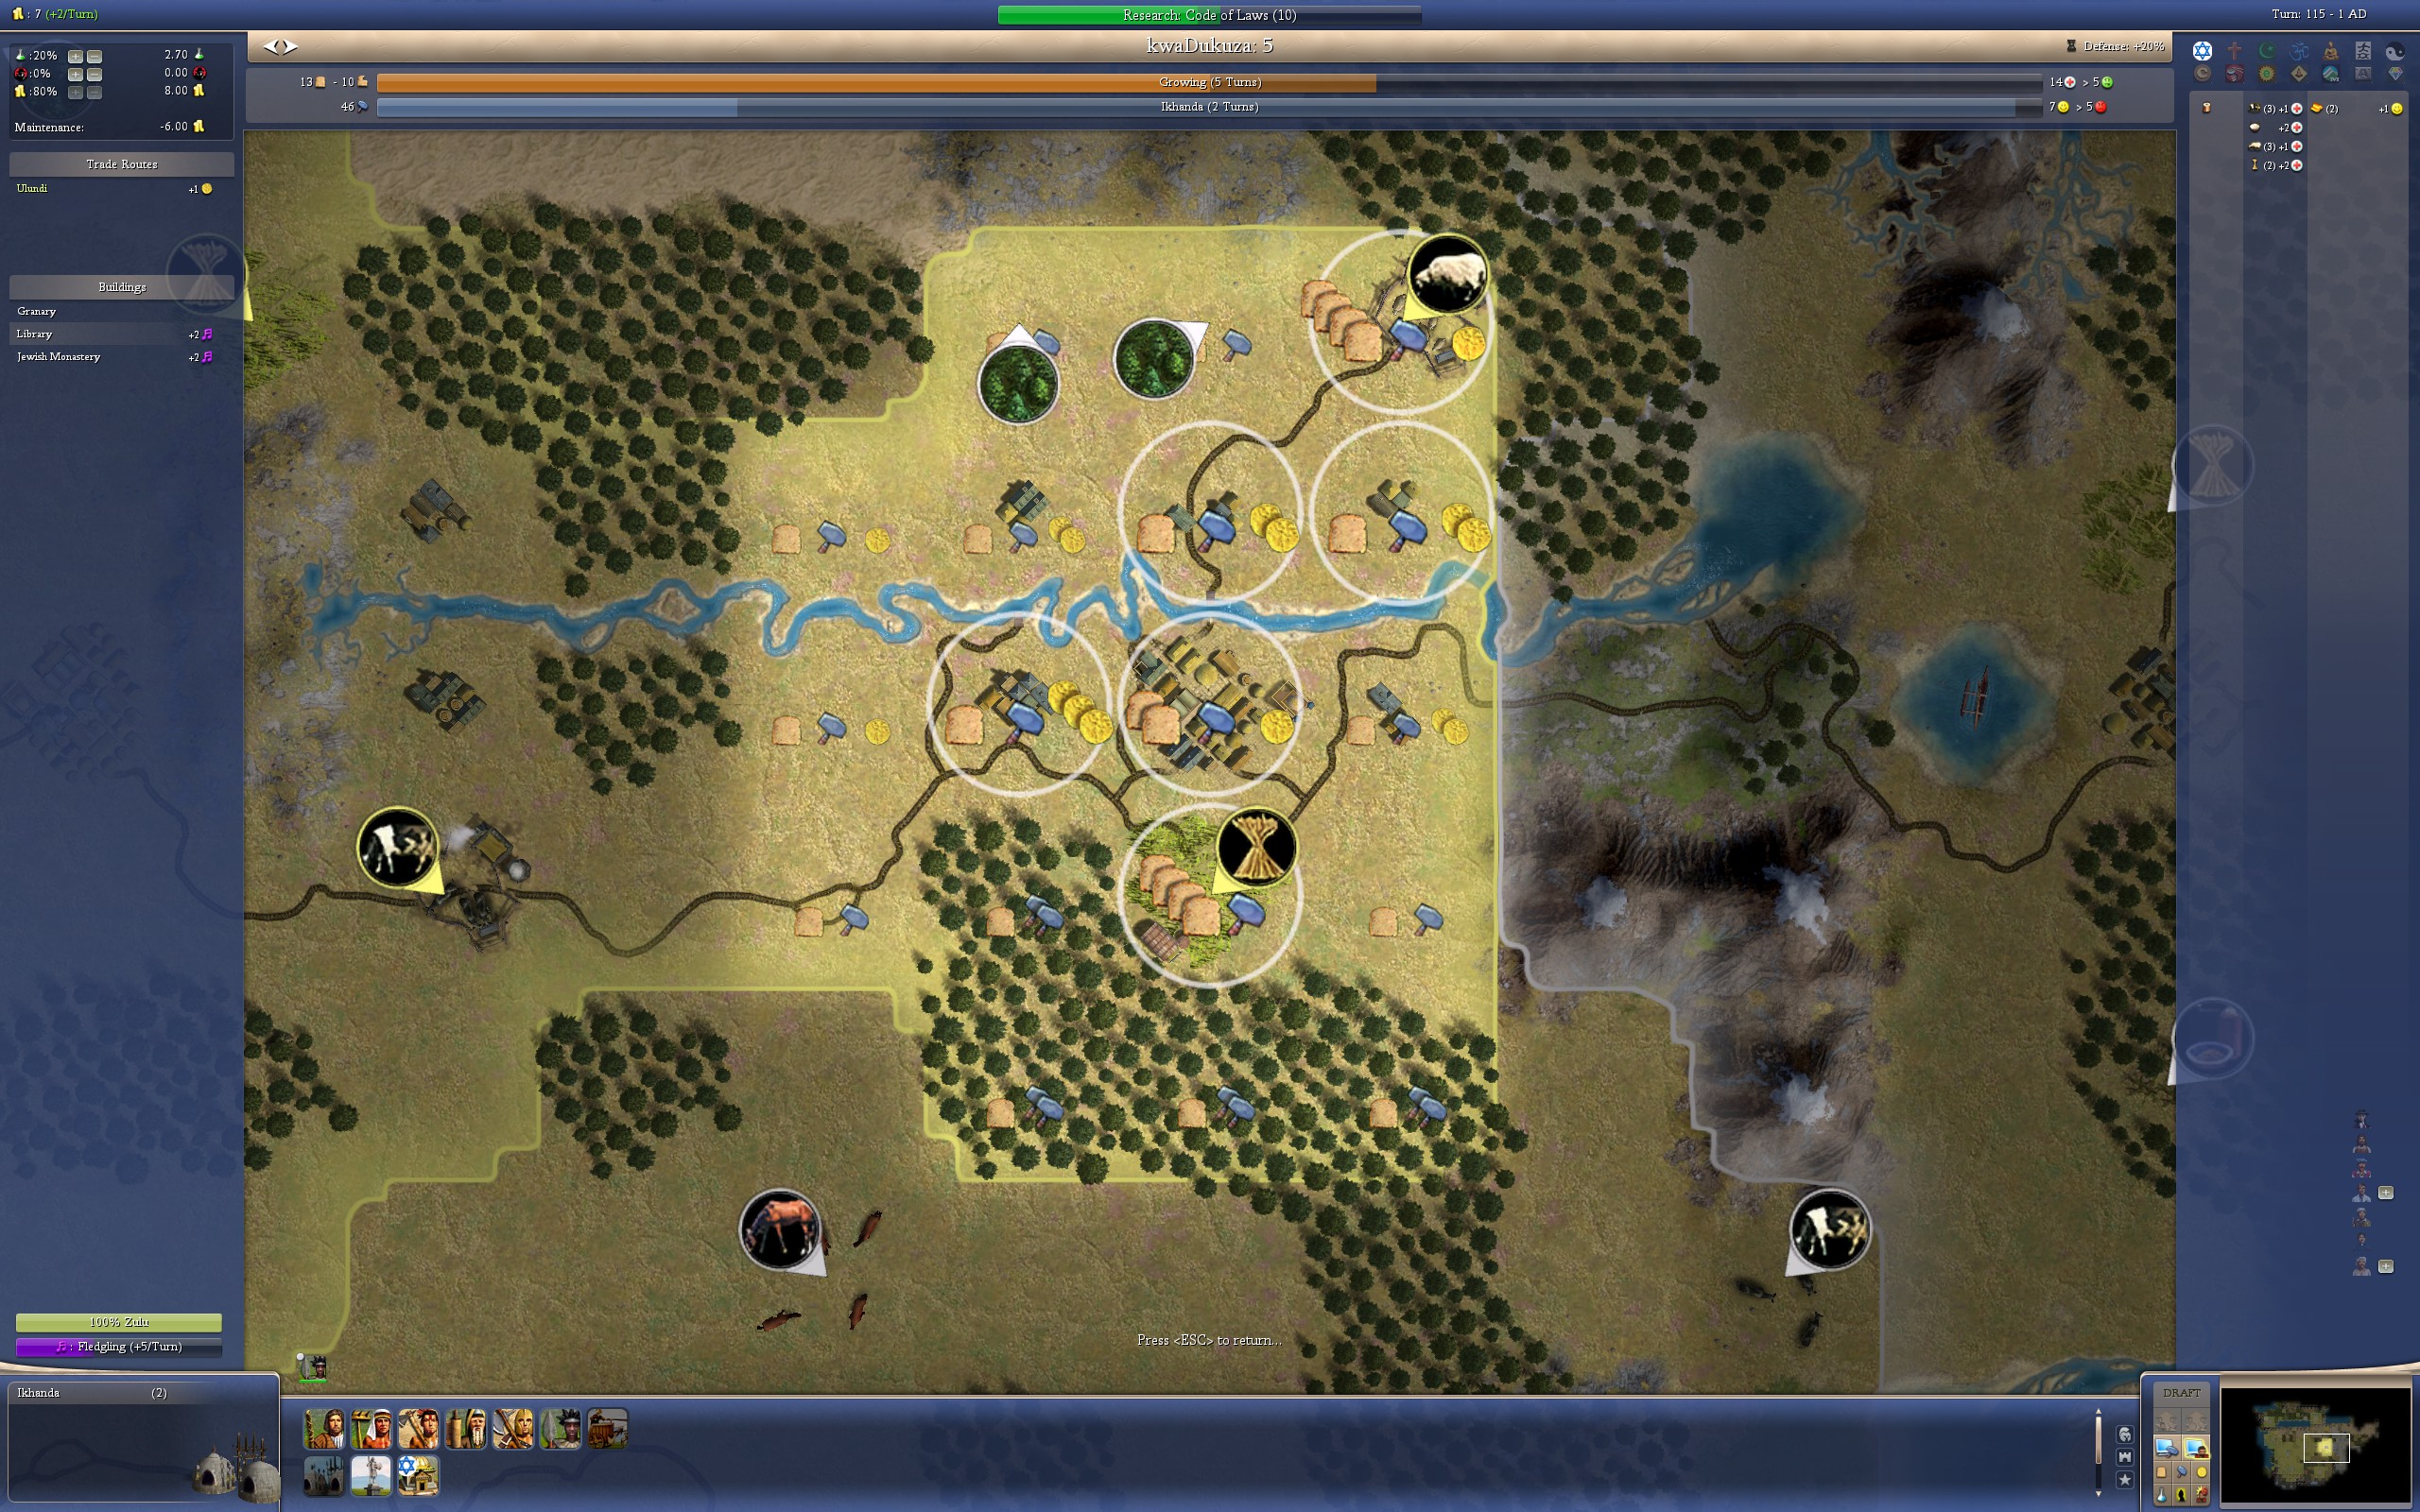 : 7 (+2/Turn)
Research: Code of Laws (10)
Turn: 115 - 1 AD
:20% 2.70
:0% 0.00
:80% 8.00
Maintenance: -6.00
kwaDukuza: 5
Defense: +20%
13 - 10 Growing (5 Turns) 14 > 5
46 Ikhanda (2 Turns) 7 > 5
Trade Routes
Ulundi +1
Buildings
Granary
Library +2
Jewish Monastery +2
(3) +1 (2) +1
+2
(3) +1
(2) +2
Press <ESC> to return...
100% Zulu
: Fledgling (+5/Turn)
Ikhanda (2)
DRAFT